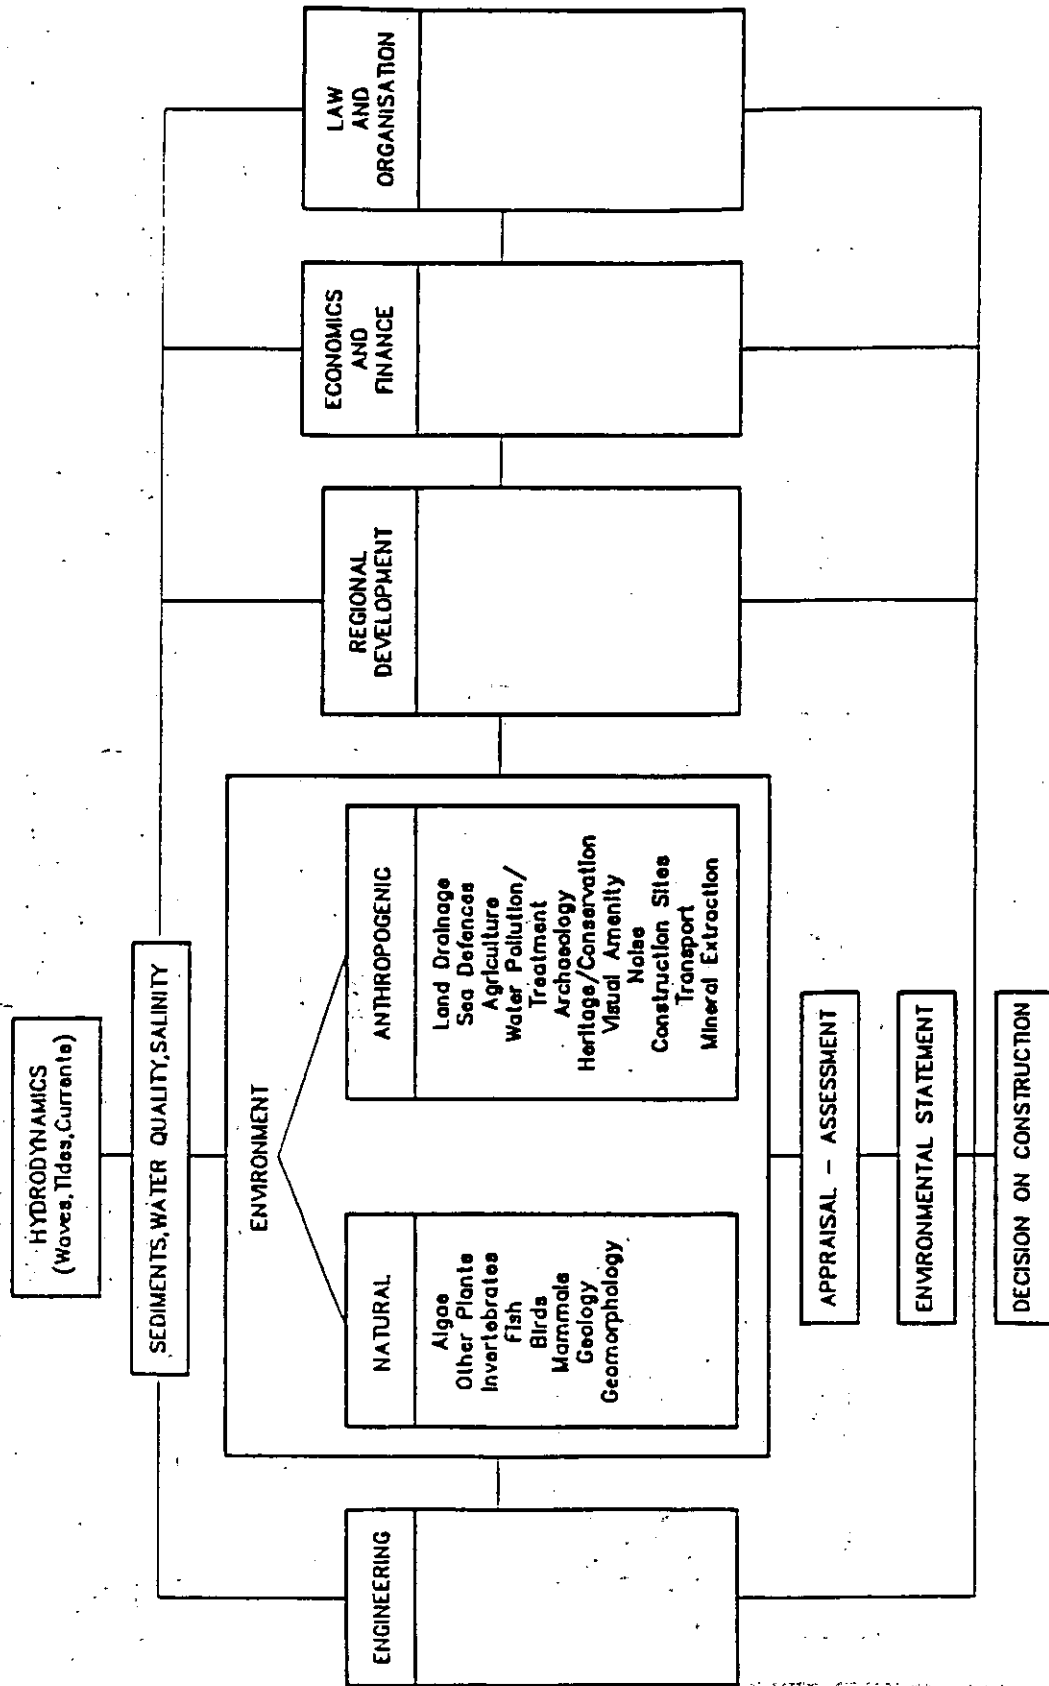 HYDRODYNAMICS
(Waves,Tides,Currents)
SEDIMENTS,WATER QUALITY,SALINITY
ENGINEERING
ENVIRONMENT
NATURAL
Algae
Other Plants
Invertebrates
Fish
Birds
Mammals
Geology
Geomorphology
ANTHROPOGENIC
Land Drainage
Sea Defences
Agriculture
Water Pollution/
Treatment
Archaeology
Heritage/Conservation
Visual Amenity
Noise
Construction Sites
Transport
Mineral Extraction
REGIONAL
DEVELOPMENT
ECONOMICS
AND
FINANCE
LAW
AND
ORGANISATION
APPRAISAL – ASSESSMENT
ENVIRONMENTAL STATEMENT
DECISION ON CONSTRUCTION